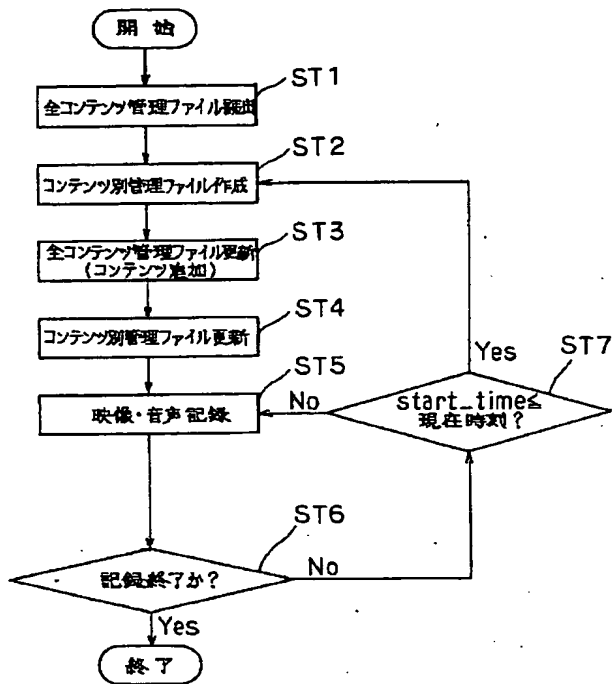 開始
ST1
全コンテンツ管理ファイル読出
ST2
コンテンツ別管理ファイル作成
ST3
全コンテンツ管理ファイル更新
(コンテンツ追加)
ST4
コンテンツ別管理ファイル更新
ST5
映像・音声記録
ST6
記録終了か?
Yes
No
終了
ST7
start_time≦
現在時刻?
Yes
No